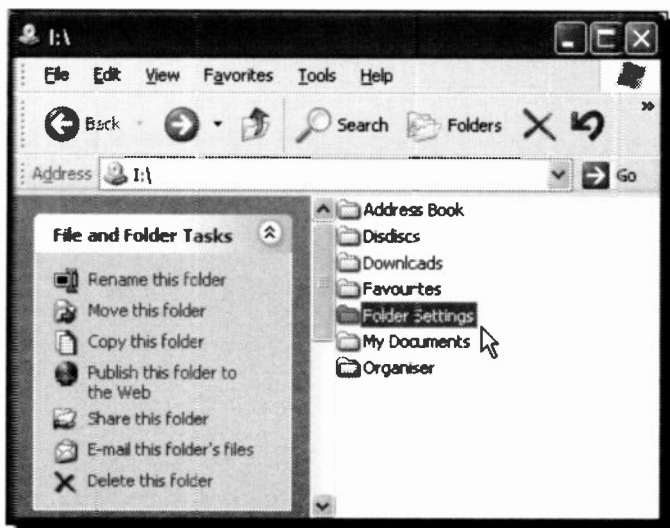 I:\
File Edit View Favorites Tools Help
Back Search Folders »
Address I:\ Go
File and Folder Tasks
Rename this folder
Move this folder
Copy this folder
Publish this folder to
the Web
Share this folder
E-mail this folder's files
Delete this folder
Address Book
Disdiscs
Downloads
Favourtes
Folder Settings
My Documents
Organiser